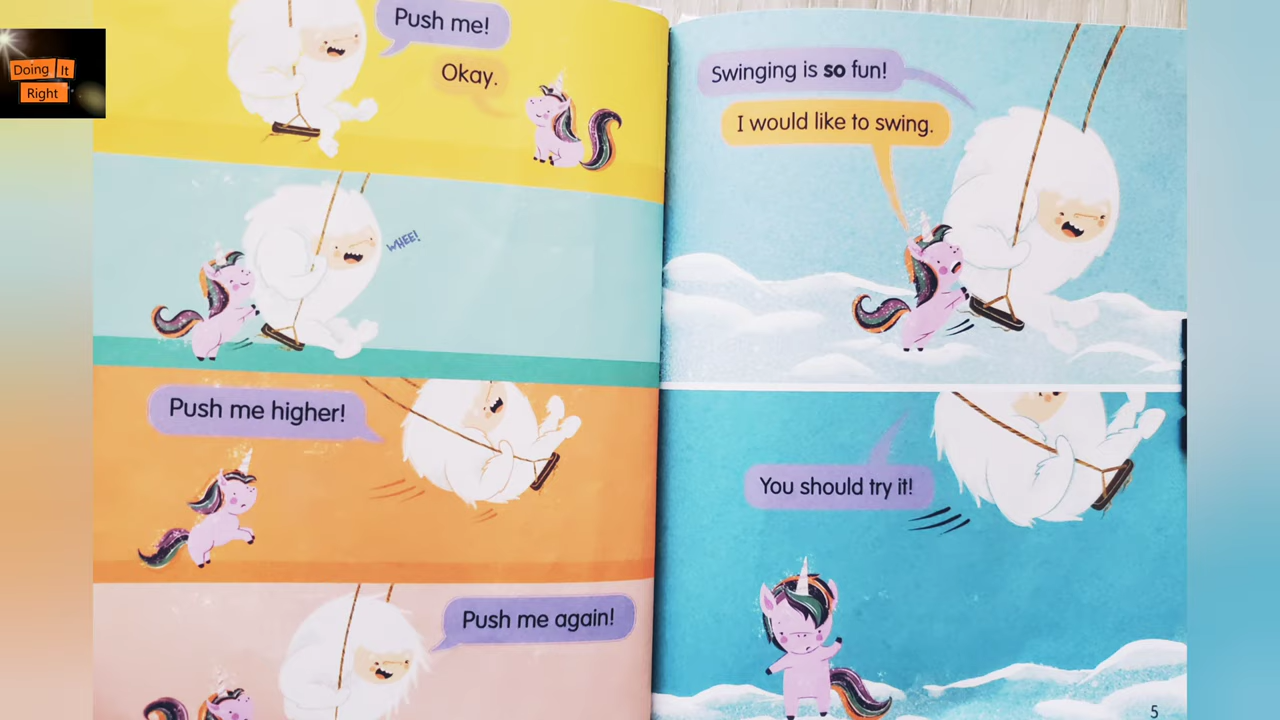 Doing It
Right
Push me!
Okay.
WHEE!
Push me higher!
Push me again!
Swinging is so fun!
I would like to swing.
You should try it!
5